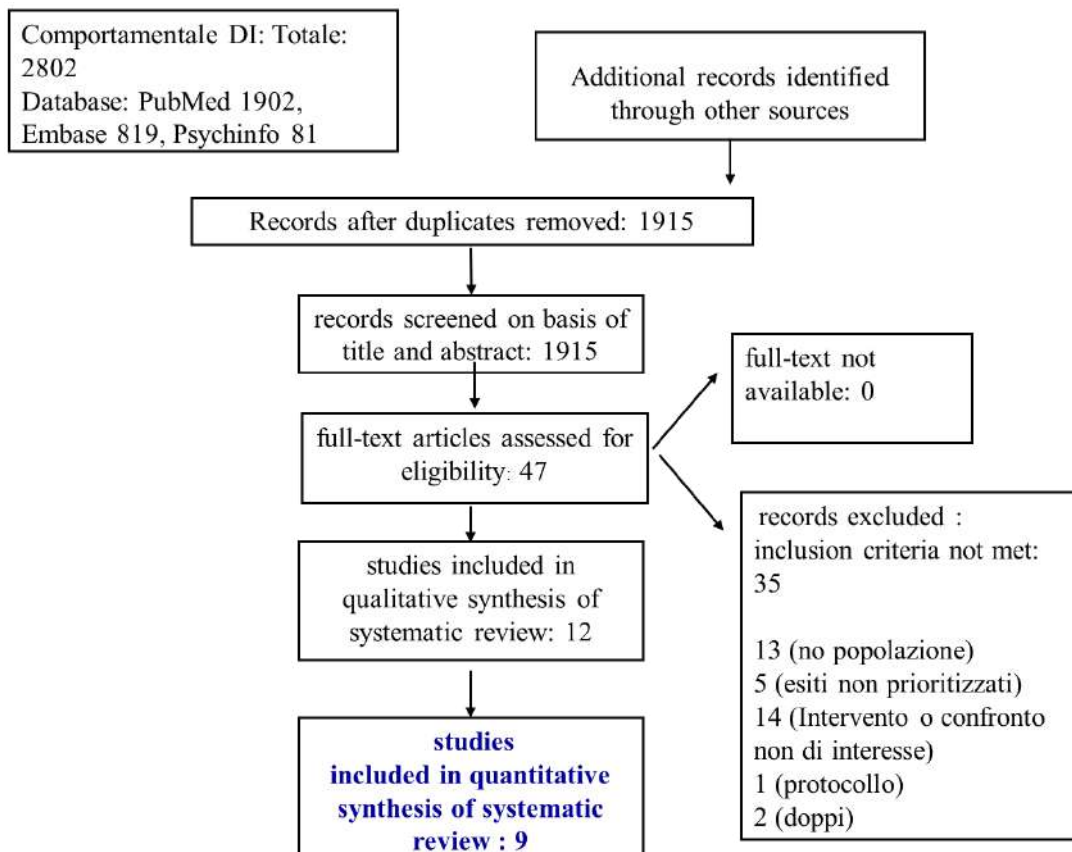 Comportamentale DI: Totale:
2802
Database: PubMed 1902,
Embase 819, Psychinfo 81
Additional records identified
through other sources
Records after duplicates removed: 1915
records screened on basis of
title and abstract: 1915
full-text not
available: 0
full-text articles assessed for
eligibility: 47
records excluded :
inclusion criteria not met:
35
13 (no popolazione)
5 (esiti non prioritizzati)
14 (Intervento o confronto
non di interesse)
1 (protocollo)
2 (doppi)
studies included in
qualitative synthesis of
systematic review: 12
studies
included in quantitative
synthesis of systematic
review : 9